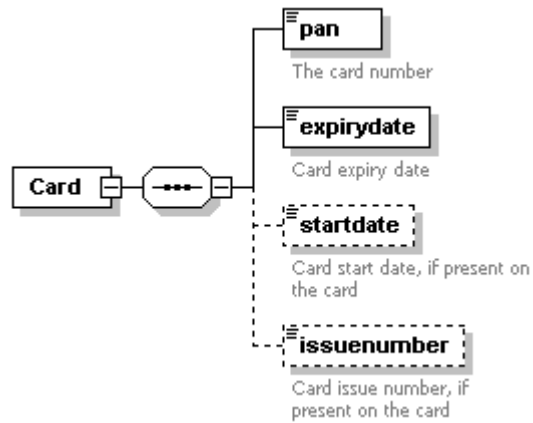 pan
The card number
expirydate
Card expiry date
Card
startdate
Card start date, if present on
the card
issuenumber
Card issue number, if
present on the card